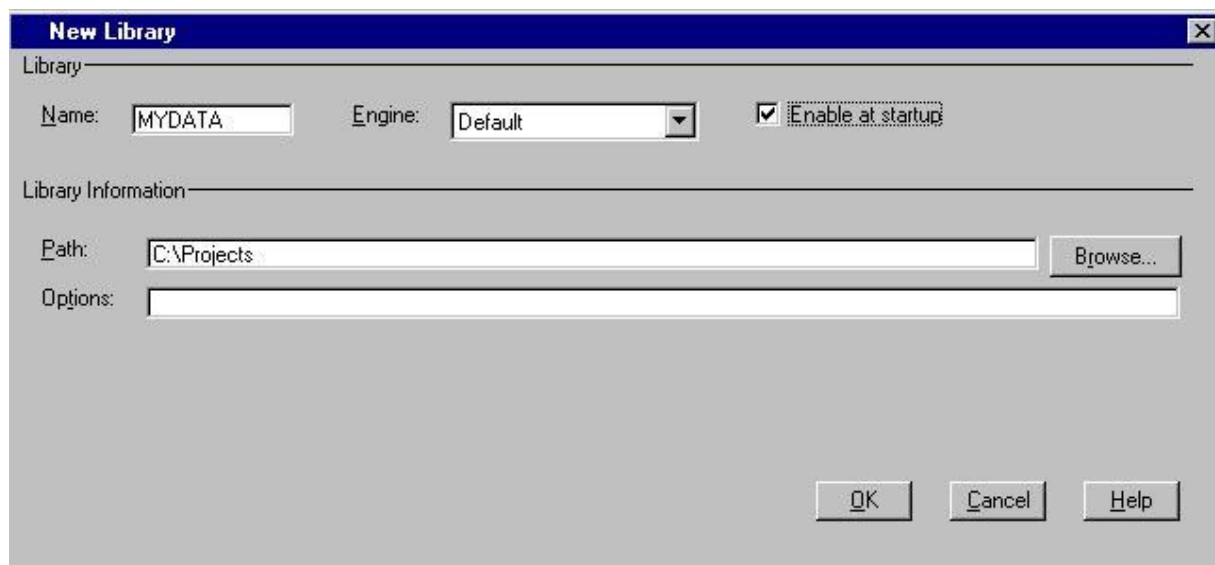 New Library
Library
Name: MYDATA Engine: Default Enable at startup
Library Information
Path: C:\Projects Browse...
Options:
OK Cancel Help